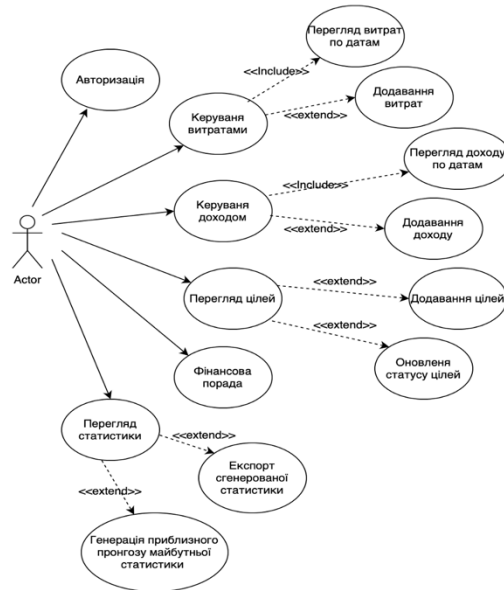 Перегляд витрат
по датам
Авторизація
<<Include>>
Додавання
витрат
Керуваня
витратами
<<extend>>
Перегляд доходу
по датам
<<Include>>
Керуваня
доходом
<<extend>>
Додавання
доходу
Actor
Перегляд цілей
<<extend>>
Додавання цілей
<<extend>>
Оновленя
статусу цілей
Фінансова
порада
Перегляд
статистики
<<extend>>
Експорт
сгенерованої
статистики
<<extend>>
Генерація приблизного
пронгозу майбутньої
статистики